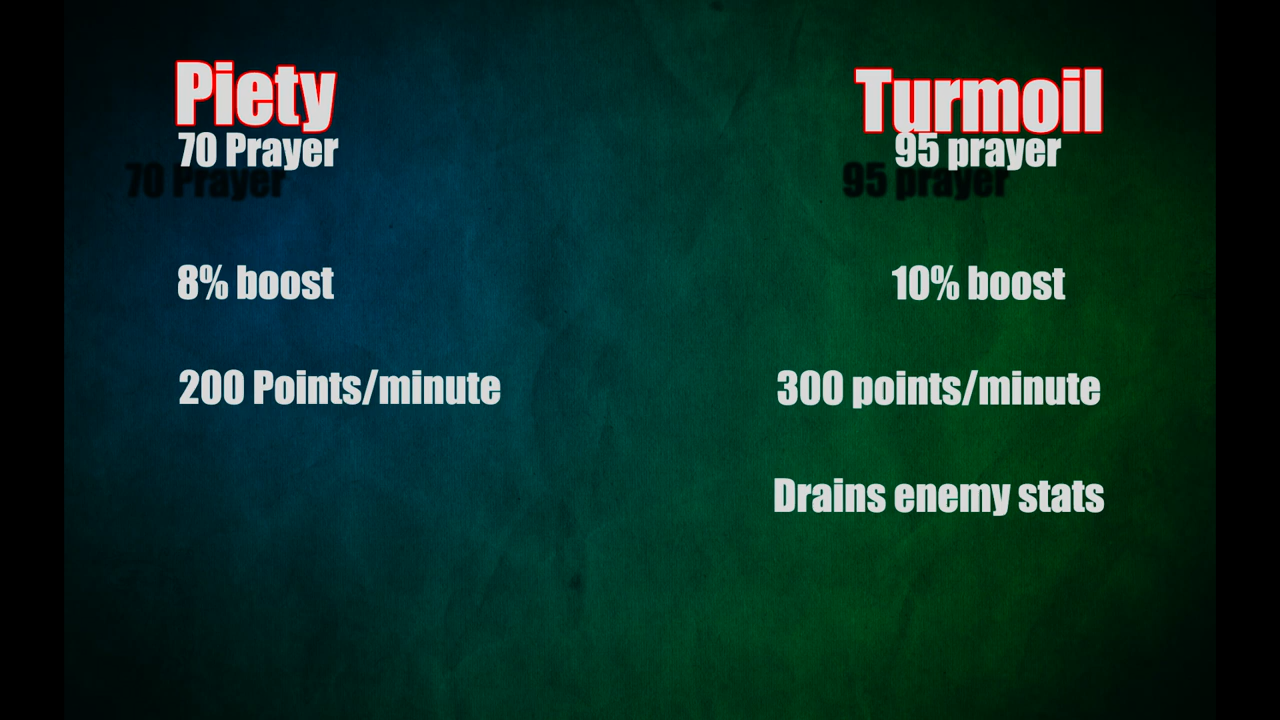 Piety
70 Prayer
8% boost
200 Points/minute
Turmoil
95 prayer
10% boost
300 points/minute
Drains enemy stats